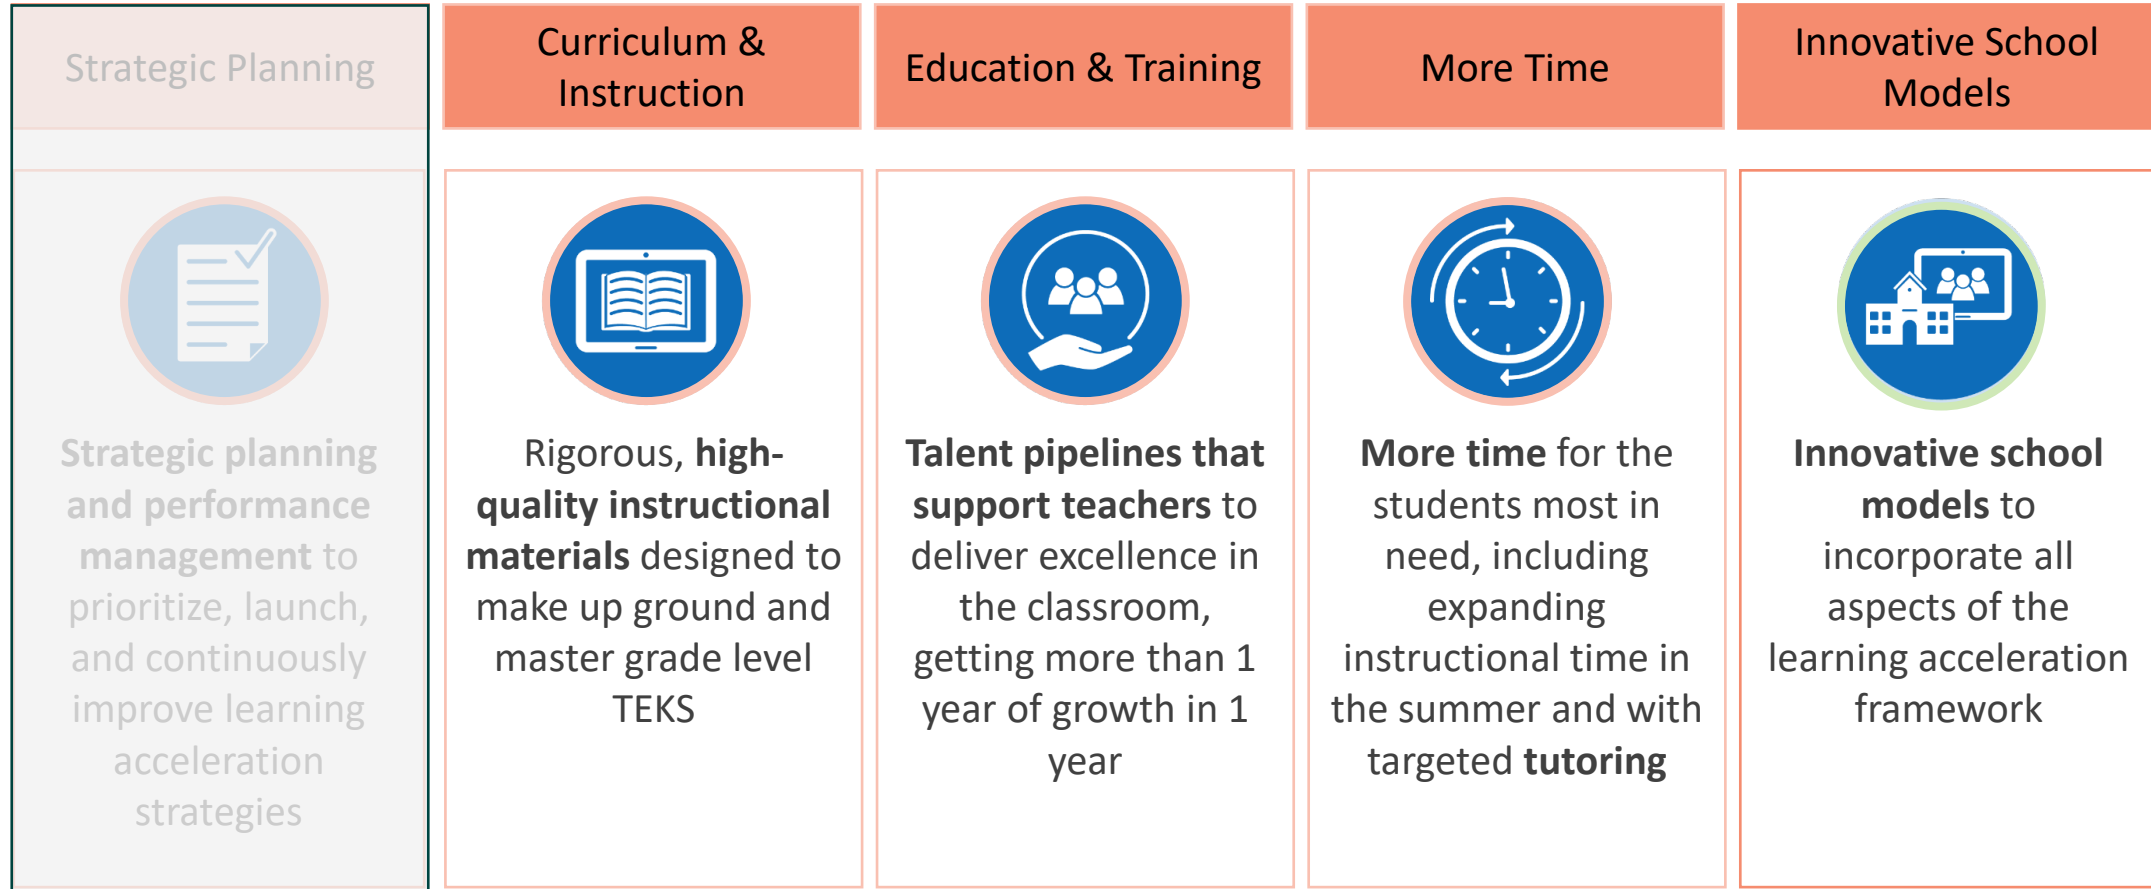 Strategic Planning
Curriculum &
Instruction
Education & Training
More Time
Innovative School
Models
Strategic planning
and performance
management to
prioritize, launch,
and continuously
improve learning
acceleration
strategies
Rigorous, high-
quality instructional
materials designed to
make up ground and
master grade level
TEKS
Talent pipelines that
support teachers to
deliver excellence in
the classroom,
getting more than 1
year of growth in 1
year
More time for the
students most in
need, including
expanding
instructional time in
the summer and with
targeted tutoring
Innovative school
models to
incorporate all
aspects of the
learning acceleration
framework